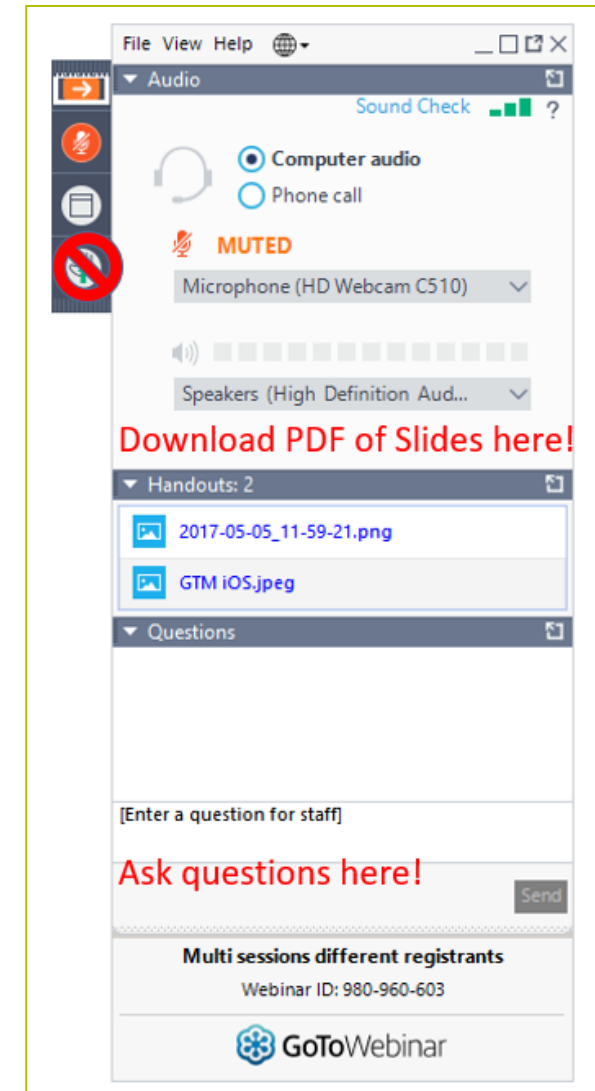 File View Help
Audio
Sound Check ?
Computer audio
Phone call
MUTED
Microphone (HD Webcam C510)
Speakers (High Definition Aud...
Download PDF of Slides here!
Handouts: 2
2017-05-05_11-59-21.png
GTM iOS.jpeg
Questions
[Enter a question for staff]
Ask questions here!
Send
Multi sessions different registrants
Webinar ID: 980-960-603
GoToWebinar